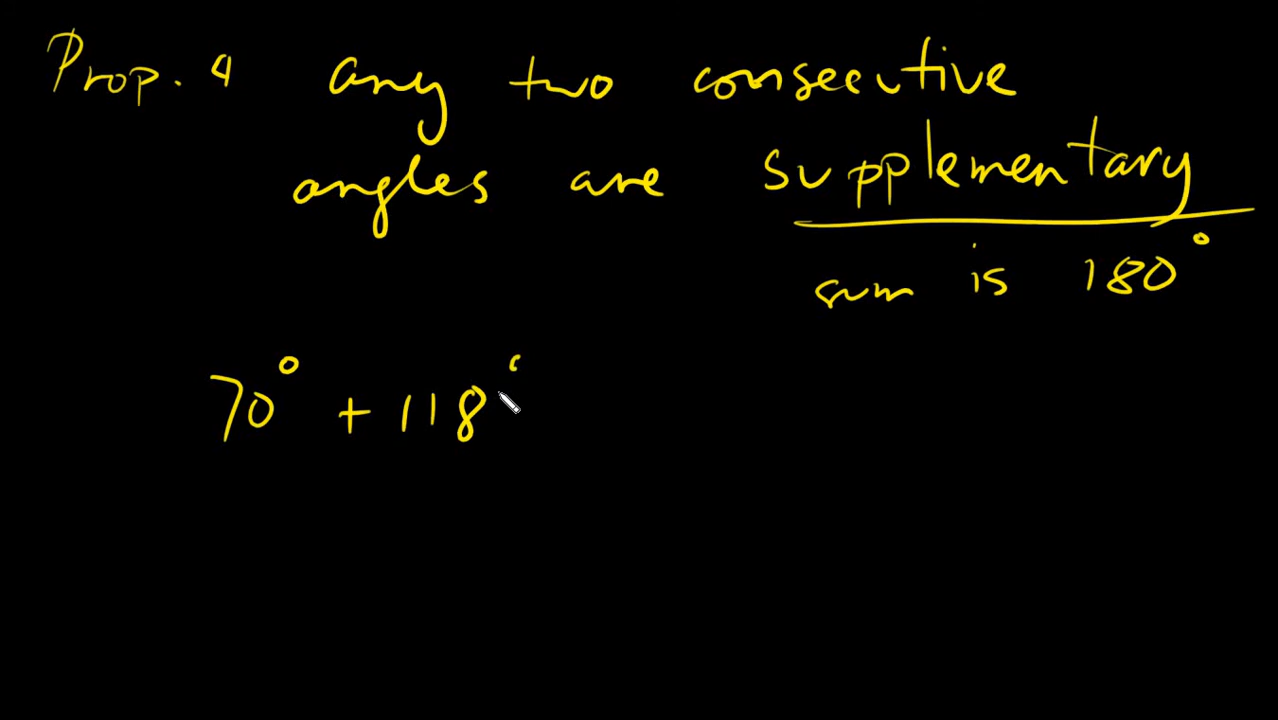 Prop. 4 any two consecutive
angles are supplementary
sum is 180°
70° + 118°